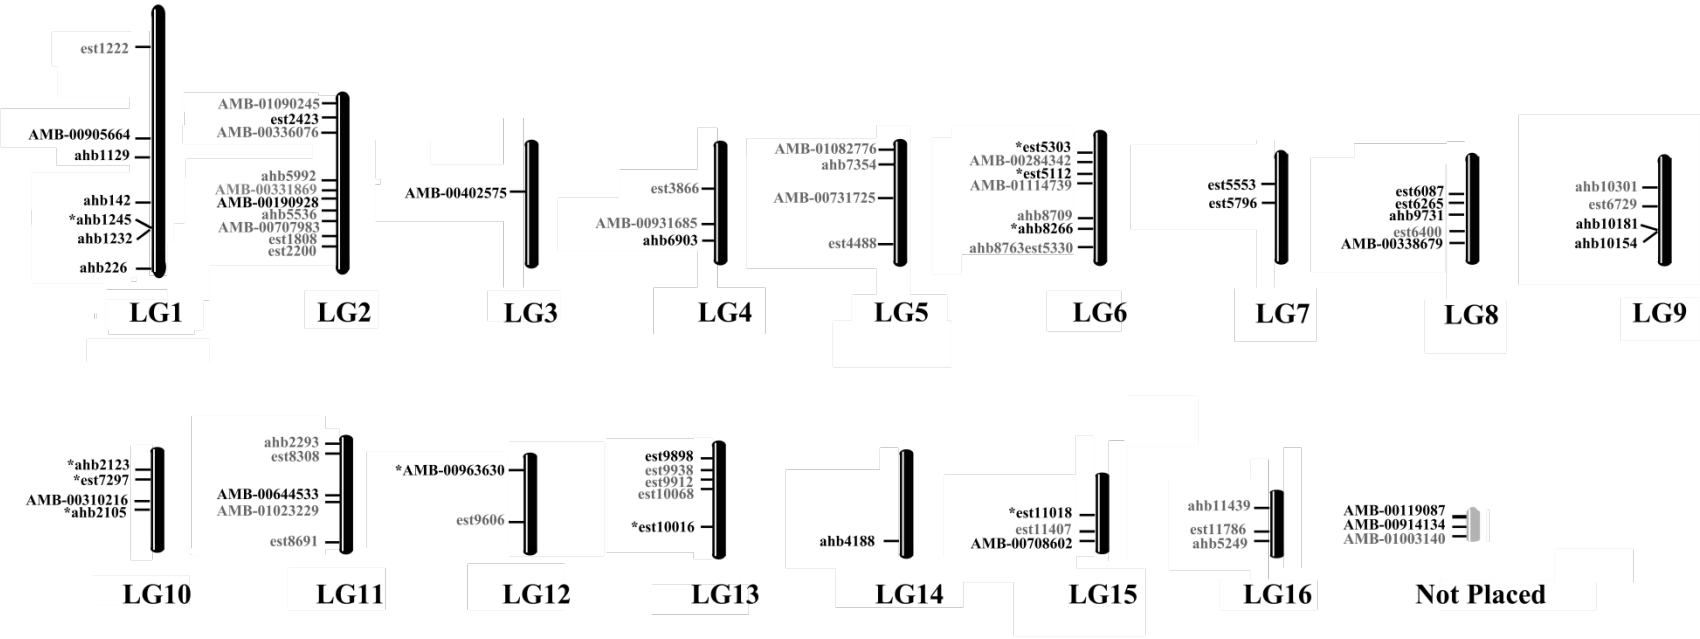 est1222
AMB-00905664
ahb1129
ahb142
*ahb1245
ahb1232
ahb226
LG1
AMB-01090245
est2423
AMB-00336076
ahb5992
AMB-00331869
AMB-00190928
ahb5536
AMB-00707983
est1808
est2200
LG2
AMB-00402575
LG3
est3866
AMB-00931685
ahb6903
LG4
AMB-01082776
ahb7354
AMB-00731725
est4488
LG5
*est5303
AMB-00284342
*est5112
AMB-01114739
ahb8709
*ahb8266
ahb8763est5330
LG6
est5553
est5796
LG7
est6087
est6265
ahb9731
est6400
AMB-00338679
LG8
ahb10301
est6729
ahb10181
ahb10154
LG9
*ahb2123
*est7297
AMB-00310216
*ahb2105
LG10
ahb2293
est8308
AMB-00644533
AMB-01023229
est8691
LG11
*AMB-00963630
est9606
LG12
est9898
est9938
est9912
est10068
*est10016
LG13
ahb4188
LG14
*est11018
est11407
AMB-00708602
LG15
ahb11439
est11786
ahb5249
LG16
AMB-00119087
AMB-00914134
AMB-01003140
Not Placed